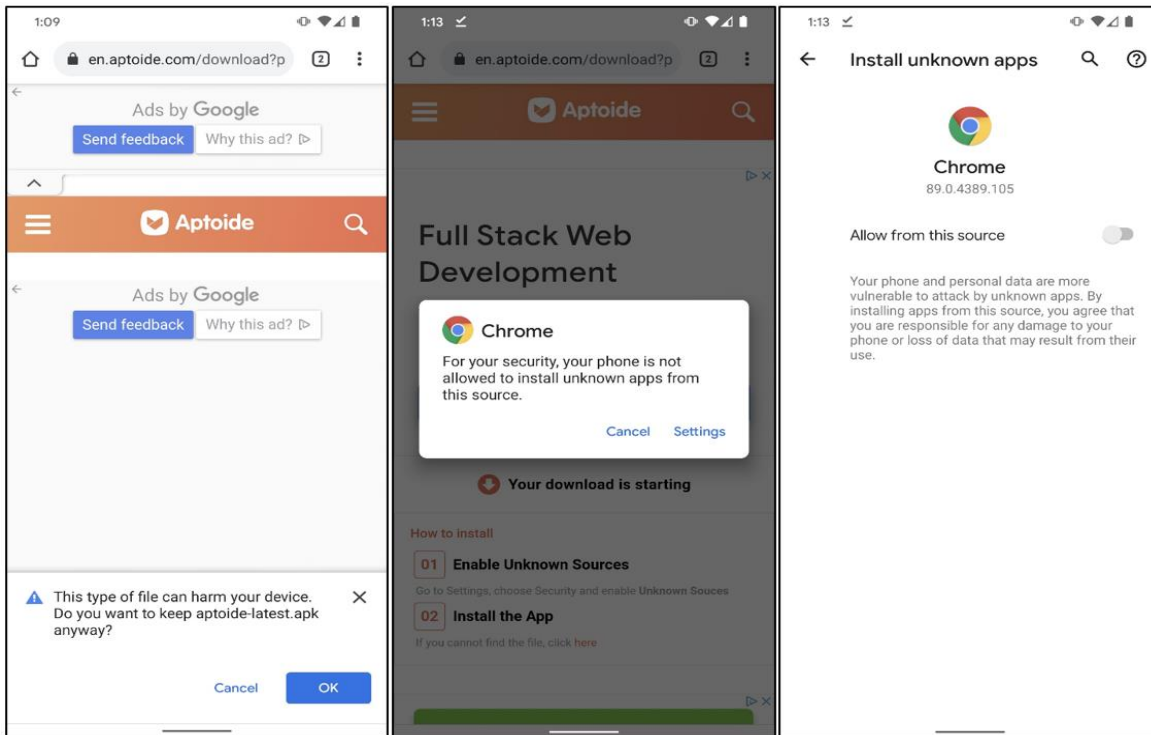 1:09
en.aptoide.com/download?p
2
Ads by Google
Send feedback
Why this ad?
Aptoide
Ads by Google
Send feedback
Why this ad?
This type of file can harm your device.
Do you want to keep aptoide-latest.apk
anyway?
Cancel
OK
1:13
en.aptoide.com/download?p
2
Aptoide
Full Stack Web
Development
Chrome
For your security, your phone is not
allowed to install unknown apps from
this source.
Cancel
Settings
Your download is starting
How to install
01 Enable Unknown Sources
Go to Settings, choose Security and enable Unknown Souces
02 Install the App
If you cannot find the file, click here
1:13
Install unknown apps
Chrome
89.0.4389.105
Allow from this source
Your phone and personal data are more
vulnerable to attack by unknown apps. By
installing apps from this source, you agree that
you are responsible for any damage to your
phone or loss of data that may result from their
use.